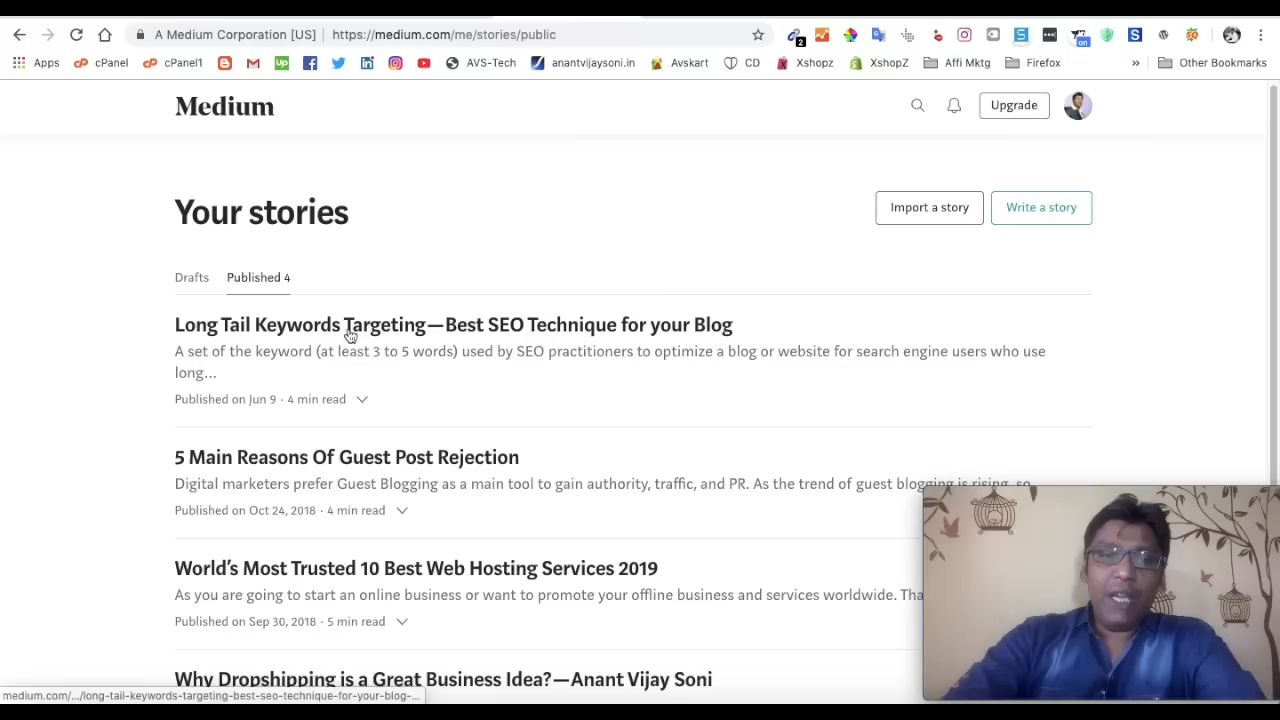 A Medium Corporation [US] https://medium.com/me/stories/public
2
on
Apps cPanel cPanel1 AVS-Tech anantvijaysoni.in Avskart CD Xshopz XshopZ Affi Mktg Firefox » Other Bookmarks
Medium
Upgrade
Your stories
Import a story
Write a story
Drafts Published 4
Long Tail Keywords Targeting—Best SEO Technique for your Blog
A set of the keyword (at least 3 to 5 words) used by SEO practitioners to optimize a blog or website for search engine users who use
long...
Published on Jun 9 · 4 min read
5 Main Reasons Of Guest Post Rejection
Digital marketers prefer Guest Blogging as a main tool to gain authority, traffic, and PR. As the trend of guest blogging is rising, so
Published on Oct 24, 2018 · 4 min read
World's Most Trusted 10 Best Web Hosting Services 2019
As you are going to start an online business or want to promote your offline business and services worldwide. Tha
Published on Sep 30, 2018 · 5 min read
Why Dropshipping is a Great Business Idea?—Anant Vijay Soni
medium.com/.../long-tail-keywords-targeting-best-seo-technique-for-your-blog-...